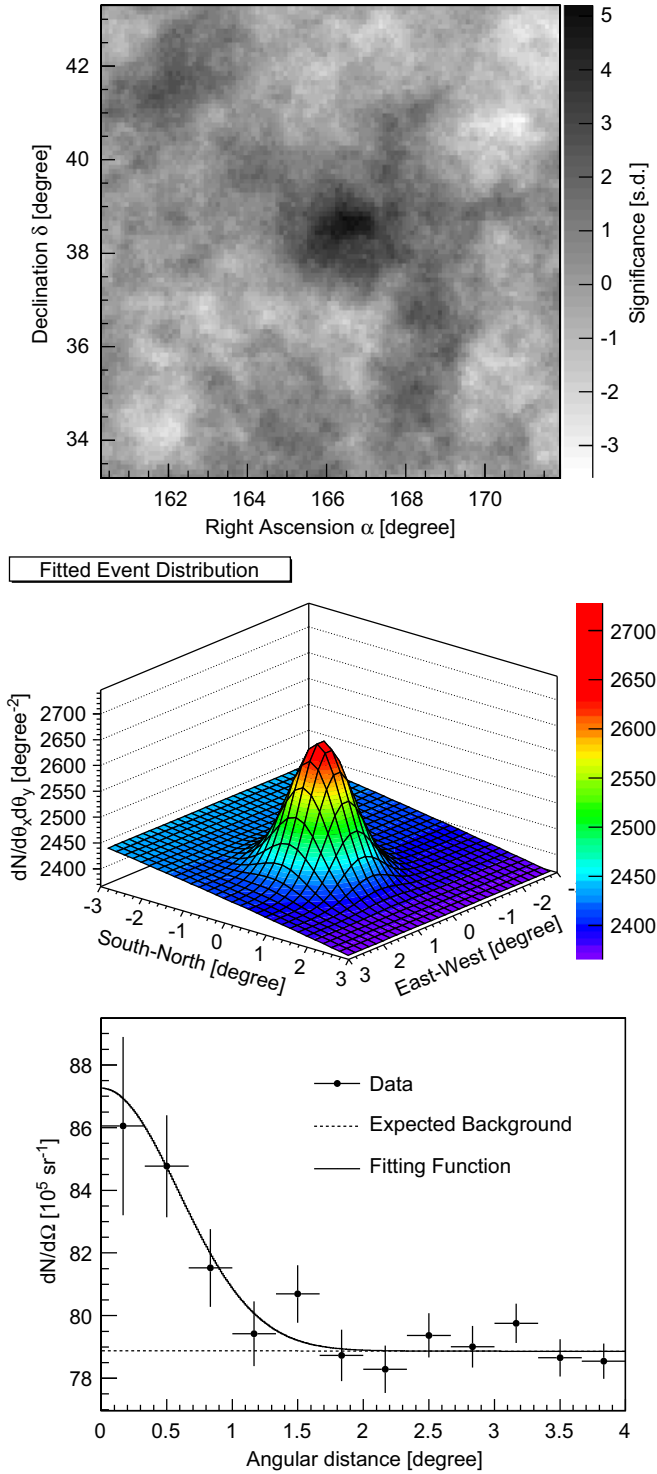 42
40
38
36
34
Declination δ [degree]
162 164 166 168 170
Right Ascension α [degree]
5
4
3
2
1
0
-1
-2
-3
Significance [s.d.]
Fitted Event Distribution
2700
2650
2600
2550
2500
2450
2400
dN/dθxdθy [degree⁻²]
-3 -2 -1 0 1 2 3
South-North [degree]
3 2 1 0 -1 -2 -
East-West [degree]
2700
2650
2600
2550
2500
2450
2400
88
86
84
82
80
78
dN/dΩ [10⁵ sr⁻¹]
Data
Expected Background
Fitting Function
0 0.5 1 1.5 2 2.5 3 3.5 4
Angular distance [degree]